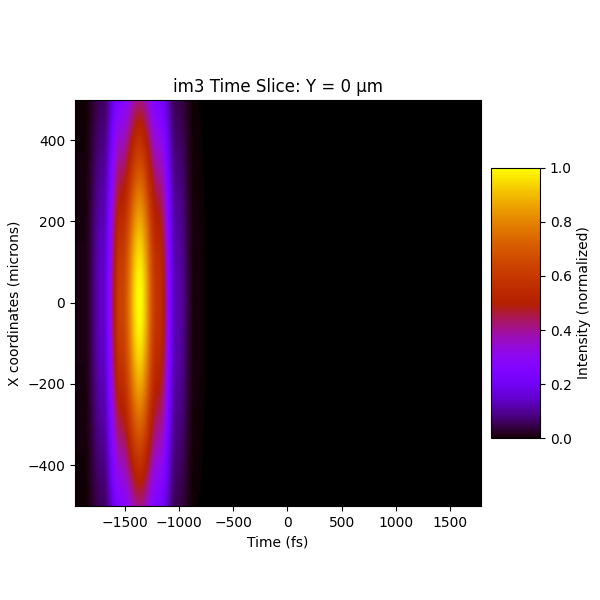 im3 Time Slice: Y = 0 μm
X coordinates (microns)
400
200
0
−200
−400
−1500 −1000 −500 0 500 1000 1500
Time (fs)
1.0
0.8
0.6
0.4
0.2
0.0
Intensity (normalized)